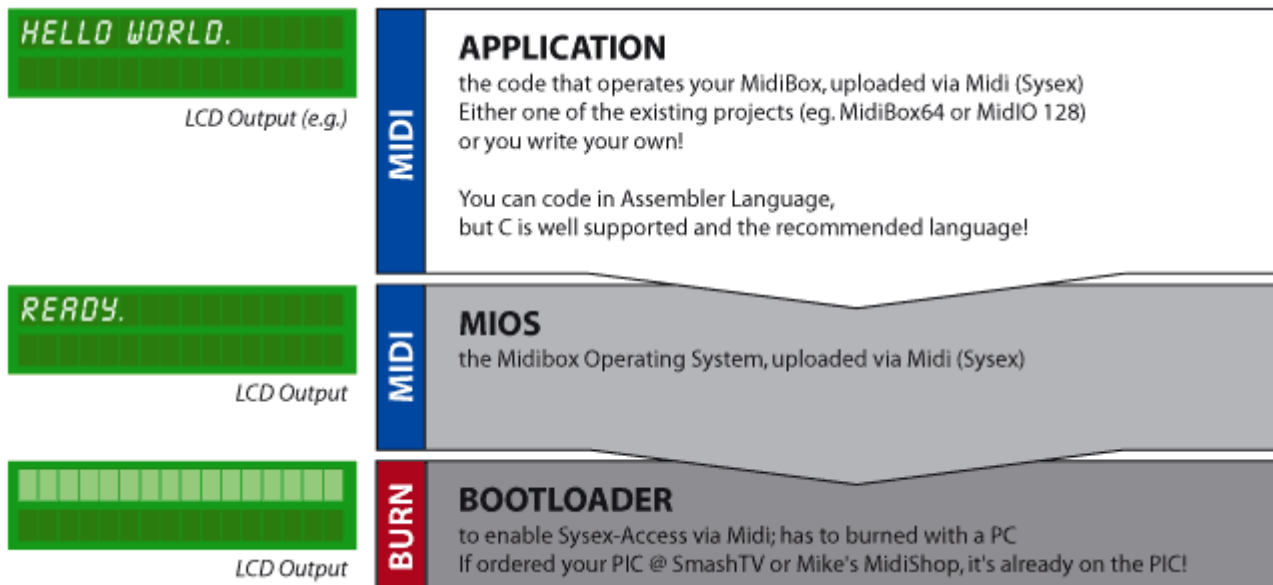 HELLO WORLD.
LCD Output (e.g.)
MIDI
APPLICATION
the code that operates your MidiBox, uploaded via Midi (Sysex)
Either one of the existing projects (eg. MidiBox64 or MidIO 128)
or you write your own!
You can code in Assembler Language,
but C is well supported and the recommended language!
READY.
LCD Output
MIDI
MIOS
the Midibox Operating System, uploaded via Midi (Sysex)
LCD Output
BURN
BOOTLOADER
to enable Sysex-Access via Midi; has to burned with a PC
If ordered your PIC @ SmashTV or Mike's MidiShop, it's already on the PIC!